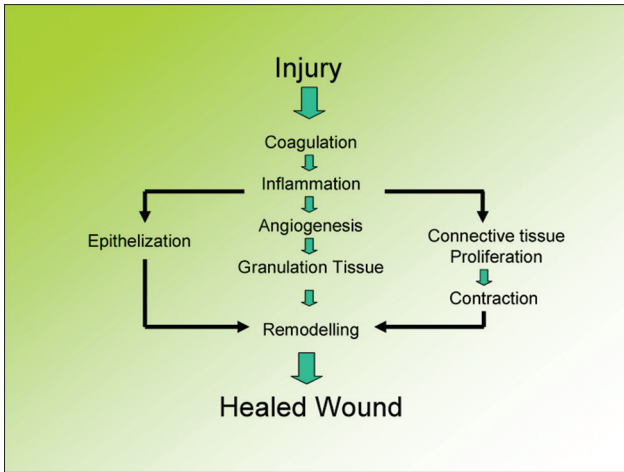 Injury
Coagulation
Inflammation
Angiogenesis
Granulation Tissue
Epithelization
Connective tissue
Proliferation
Contraction
Remodelling
Healed Wound